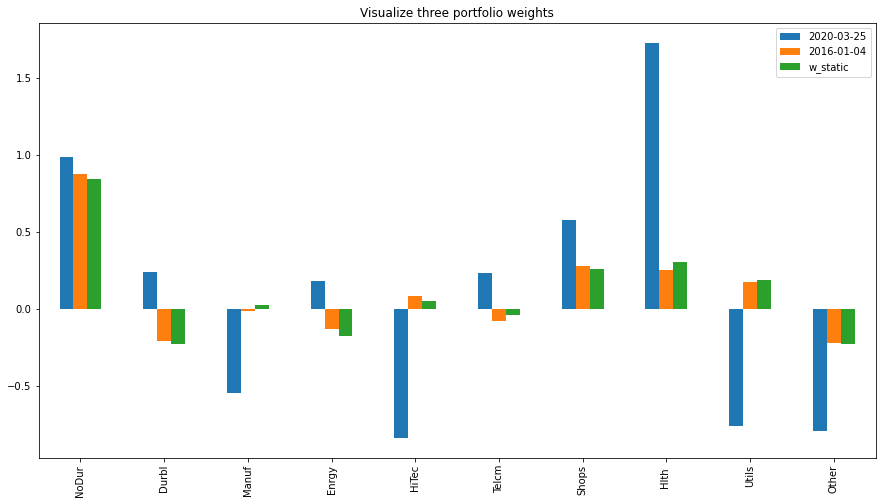 Visualize three portfolio weights
2020-03-25
2016-01-04
w_static
1.5
1.0
0.5
0.0
−0.5
NoDur
Durbl
Manuf
Enrgy
HiTec
Telcm
Shops
Hlth
Utils
Other